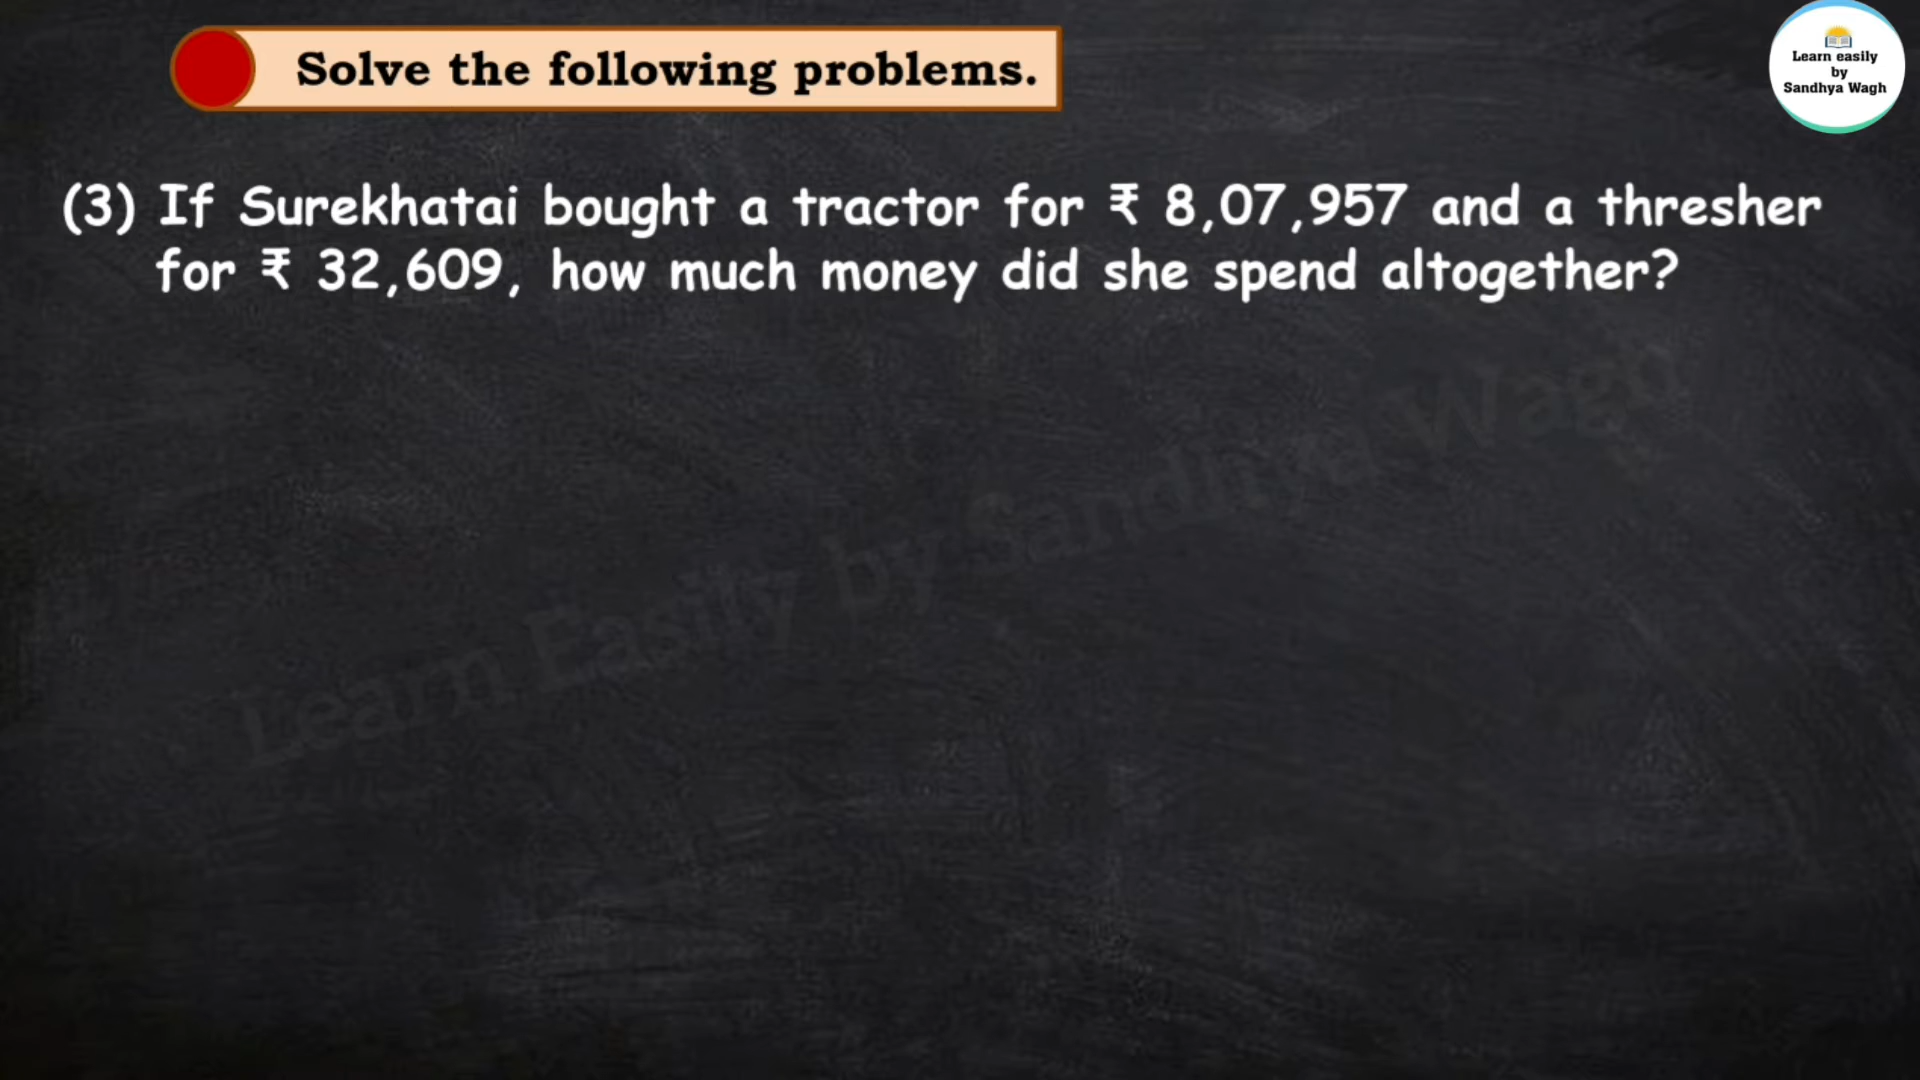 Solve the following problems.
Learn easily
by
Sandhya Wagh
(3) If Surekhatai bought a tractor for ₹ 8,07,957 and a thresher
for ₹ 32,609, how much money did she spend altogether?
Learn Easily by Sandhya Wagh